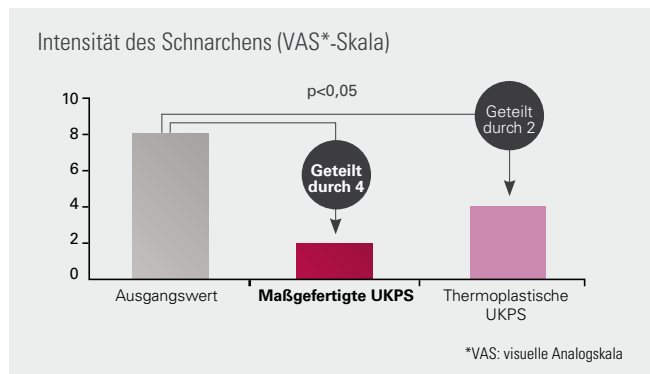 Intensität des Schnarchens (VAS*-Skala)
p<0,05
10
8
6
4
2
0
Geteilt
durch 4
Geteilt
durch 2
Ausgangswert
Maßgefertigte UKPS
Thermoplastische
UKPS
*VAS: visuelle Analogskala